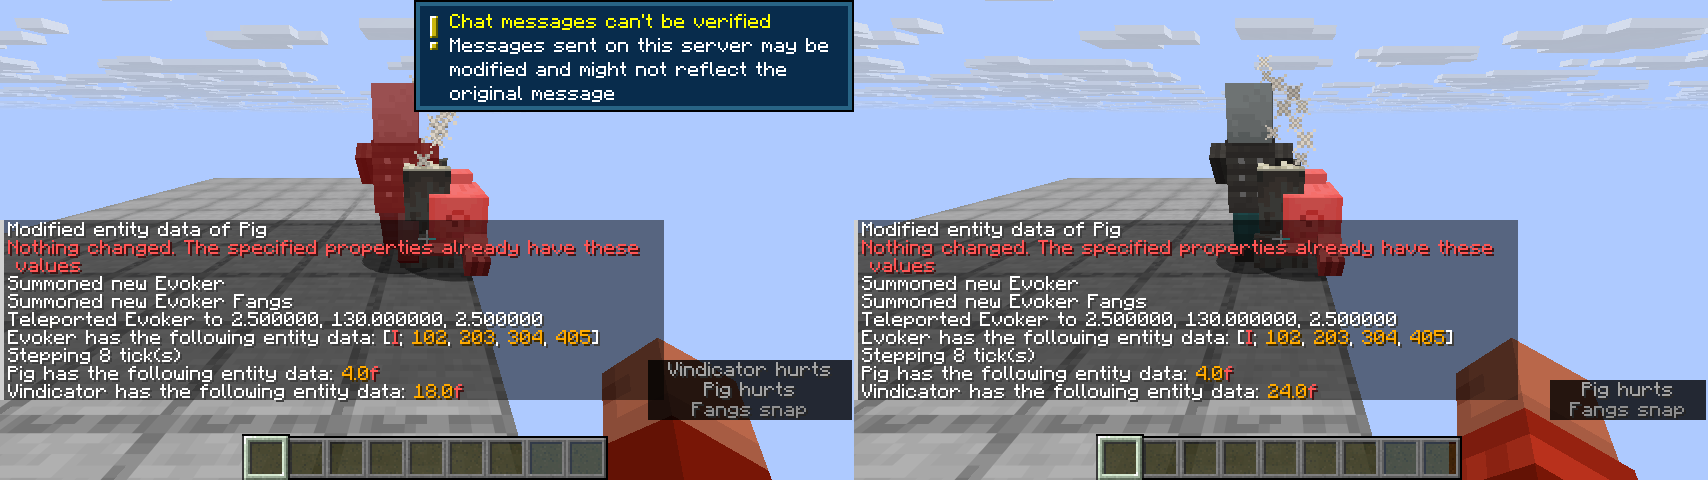 Chat messages can't be verified
Messages sent on this server may be
modified and might not reflect the
original message
Modified entity data of Pig
Nothing changed. The specified properties already have these
values
Summoned new Evoker
Summoned new Evoker Fangs
Teleported Evoker to 2.500000, 130.000000, 2.500000
Evoker has the following entity data: [I; 102, 203, 304, 405]
Stepping 8 tick(s)
Pig has the following entity data: 4.0f
Vindicator has the following entity data: 18.0f
Vindicator hurts
Pig hurts
Fangs snap
Modified entity data of Pig
Nothing changed. The specified properties already have these
values
Summoned new Evoker
Summoned new Evoker Fangs
Teleported Evoker to 2.500000, 130.000000, 2.500000
Evoker has the following entity data: [I; 102, 203, 304, 405]
Stepping 8 tick(s)
Pig has the following entity data: 4.0f
Vindicator has the following entity data: 24.0f
Pig hurts
Fangs snap